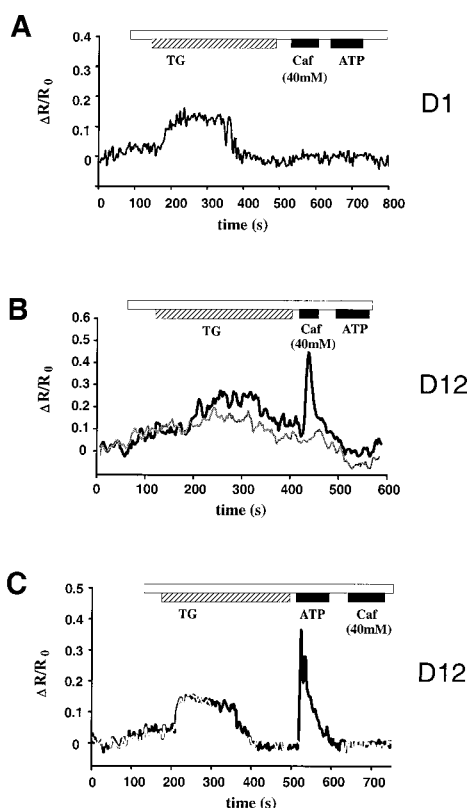 A
TG
Caf
(40mM)
ATP
D1
ΔR/R0
0.4
0.3
0.2
0.1
0
0 100 200 300 400 500 600 700 800
time (s)
B
TG
Caf
(40mM)
ATP
D12
ΔR/R0
0.6
0.5
0.4
0.3
0.2
0.1
0
0 100 200 300 400 500 600
time (s)
C
TG
ATP
Caf
(40mM)
D12
ΔR/R0
0.5
0.4
0.3
0.2
0.1
0
0 100 200 300 400 500 600 700
time (s)